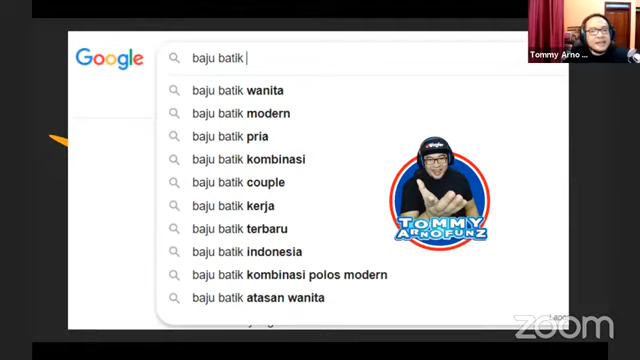 Google
baju batik
baju batik wanita
baju batik modern
baju batik pria
baju batik kombinasi
baju batik couple
baju batik kerja
baju batik terbaru
baju batik indonesia
baju batik kombinasi polos modern
baju batik atasan wanita
TOMMY
ARNOFUNZ
Tommy Arno ...
zoom